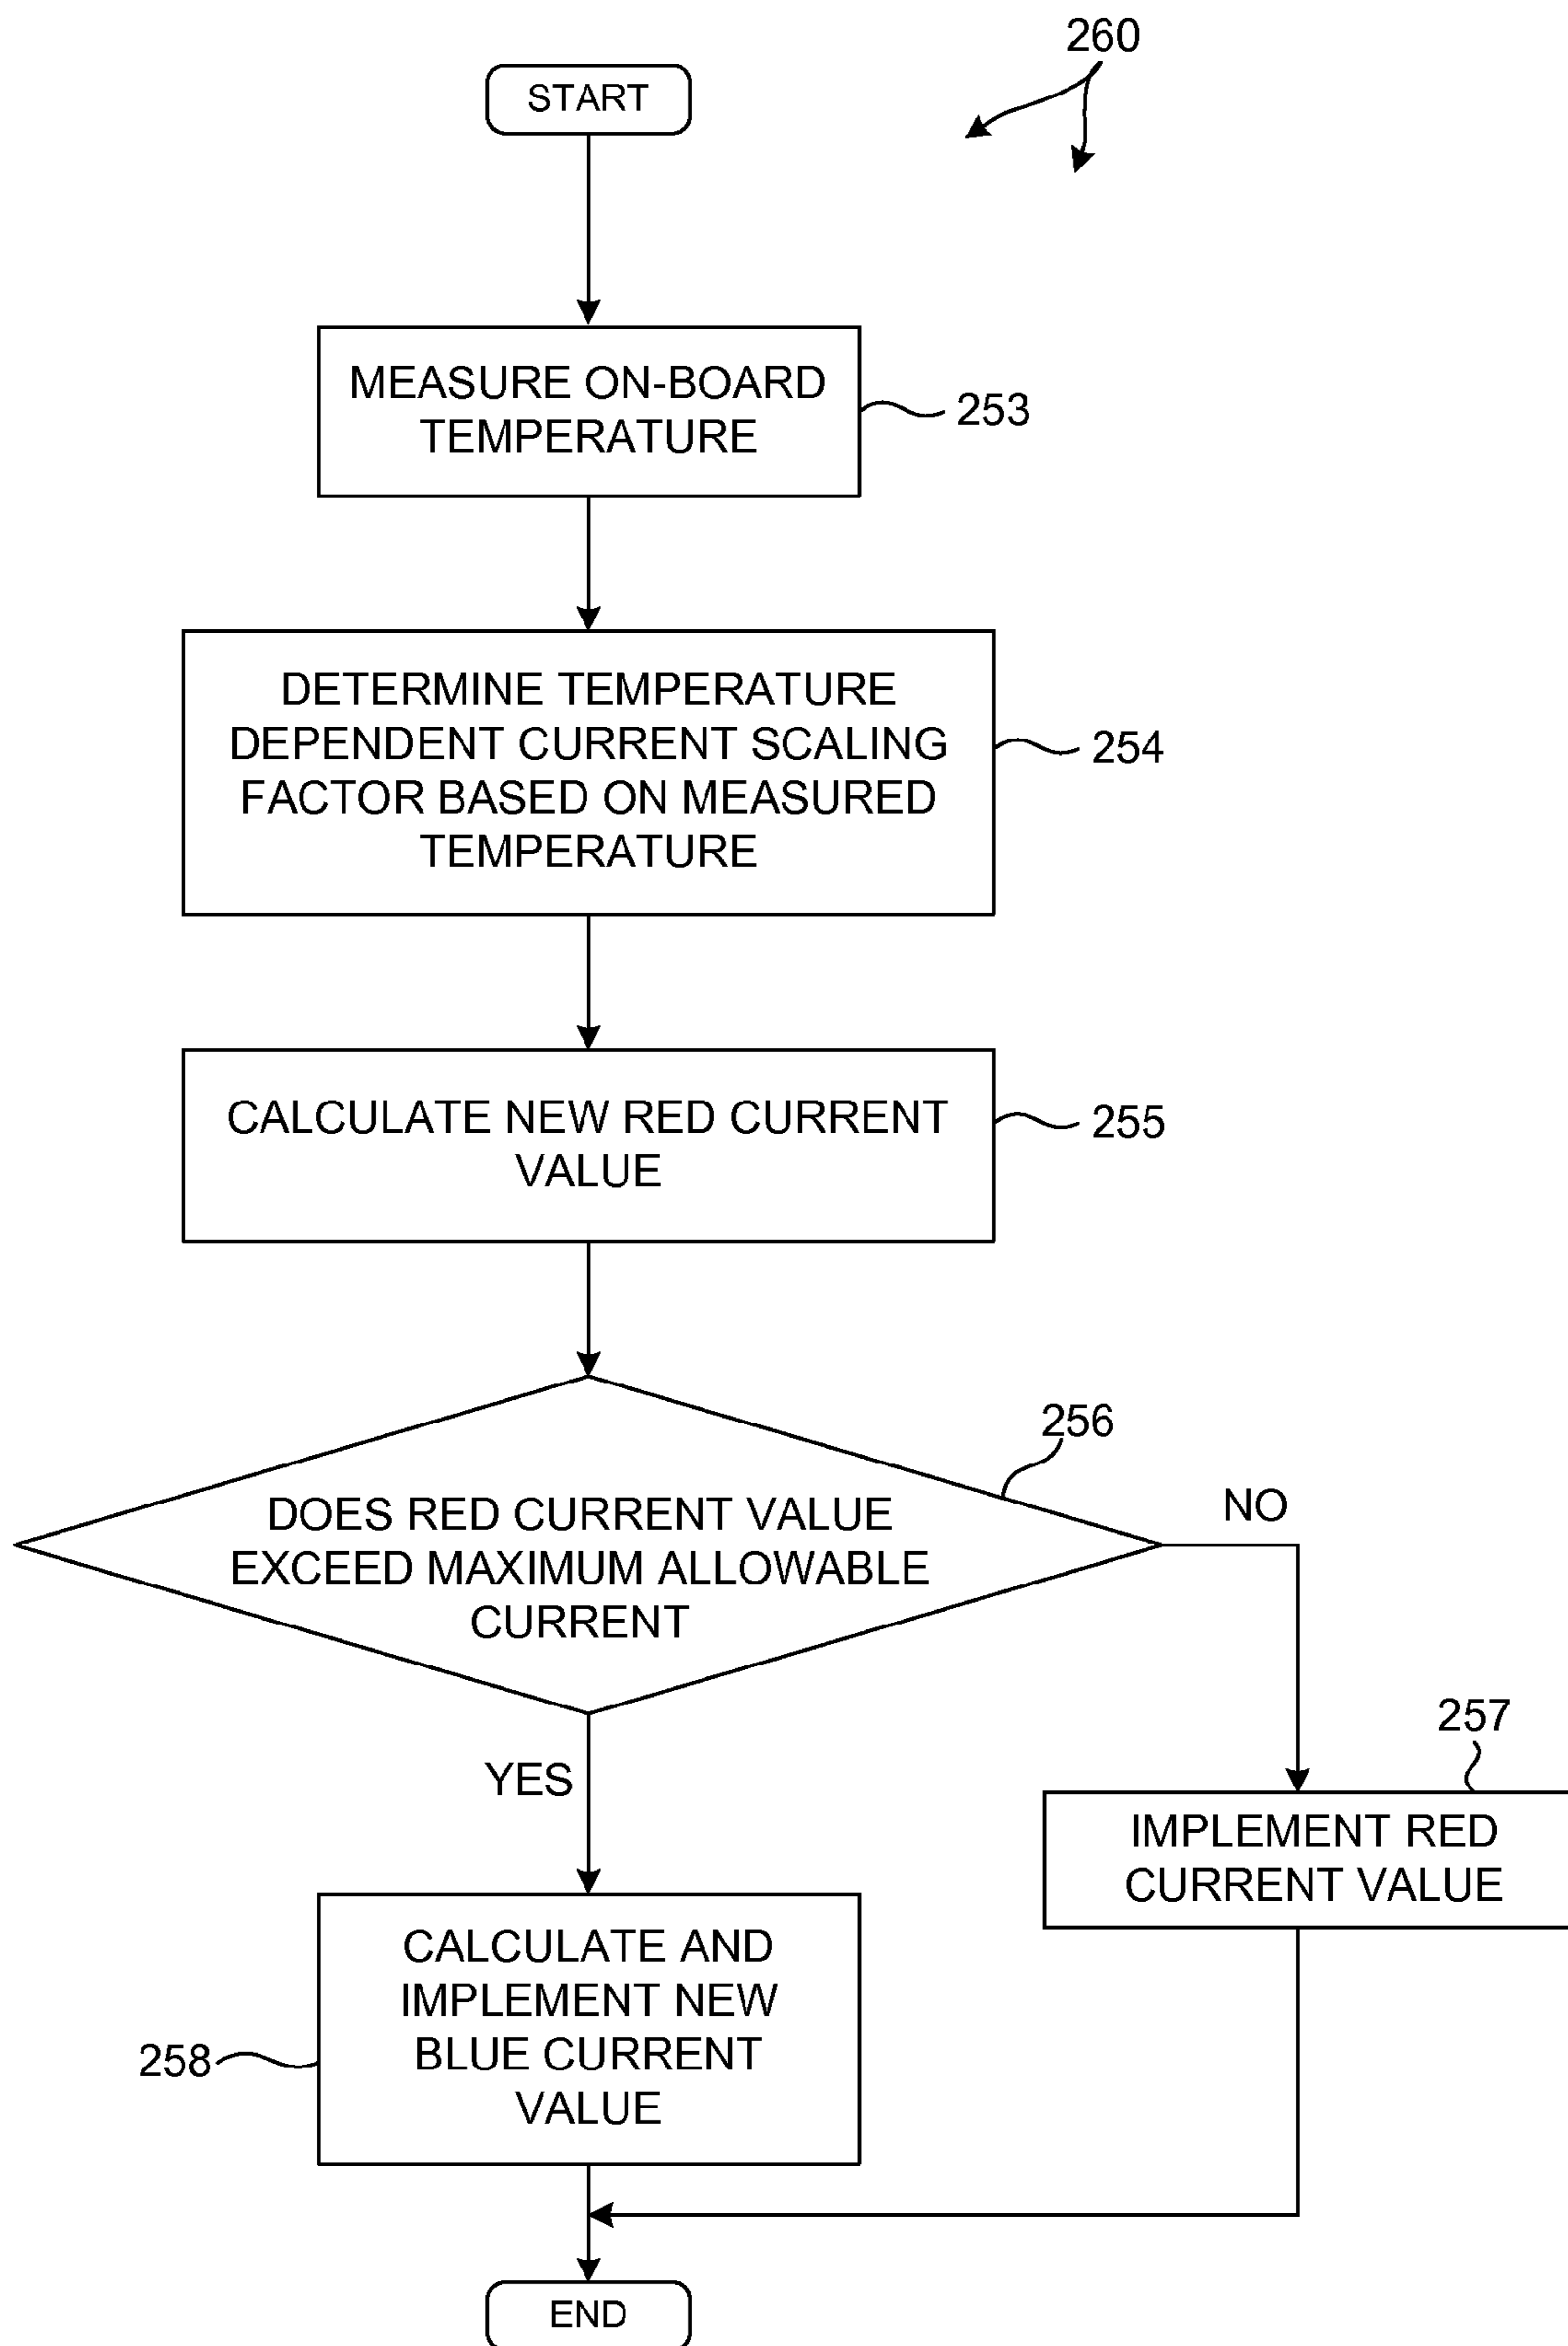 260
START
MEASURE ON-BOARD
TEMPERATURE
253
DETERMINE TEMPERATURE
DEPENDENT CURRENT SCALING
FACTOR BASED ON MEASURED
TEMPERATURE
254
CALCULATE NEW RED CURRENT
VALUE
255
256
DOES RED CURRENT VALUE
EXCEED MAXIMUM ALLOWABLE
CURRENT
NO
YES
257
IMPLEMENT RED
CURRENT VALUE
CALCULATE AND
IMPLEMENT NEW
BLUE CURRENT
VALUE
258
END